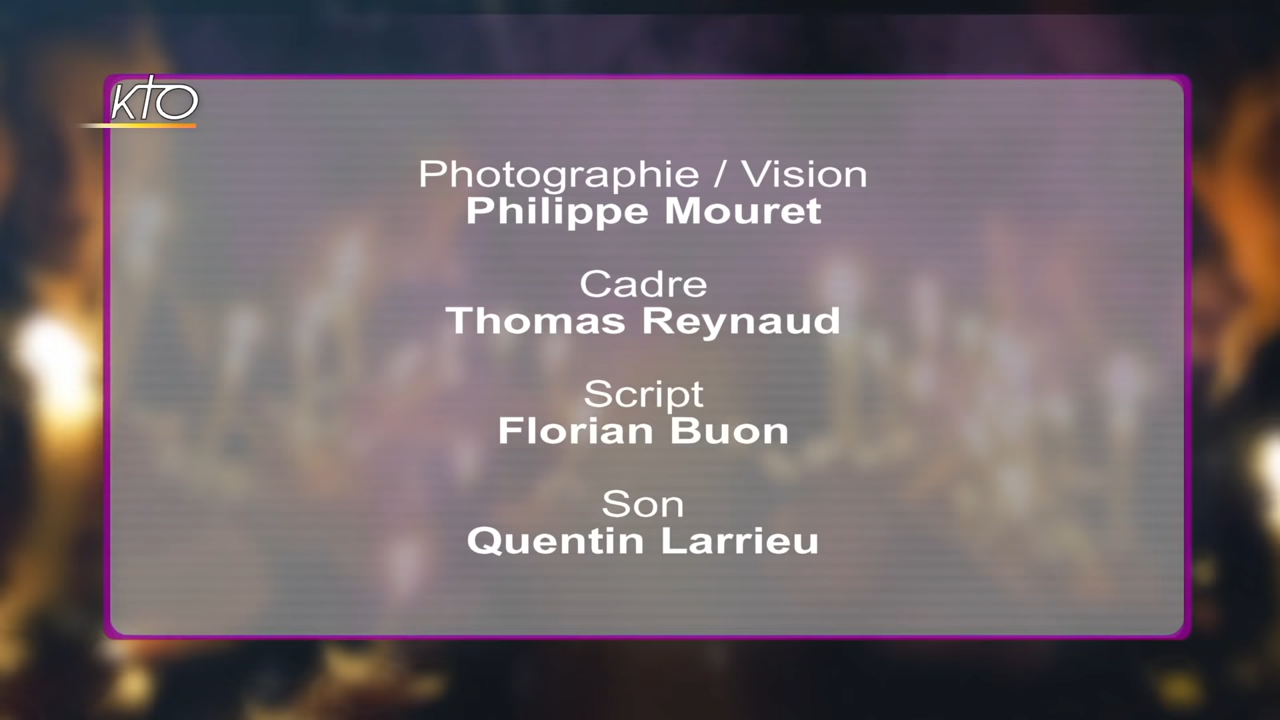 KTO
Photographie / Vision
Philippe Mouret
Cadre
Thomas Reynaud
Script
Florian Buon
Son
Quentin Larrieu